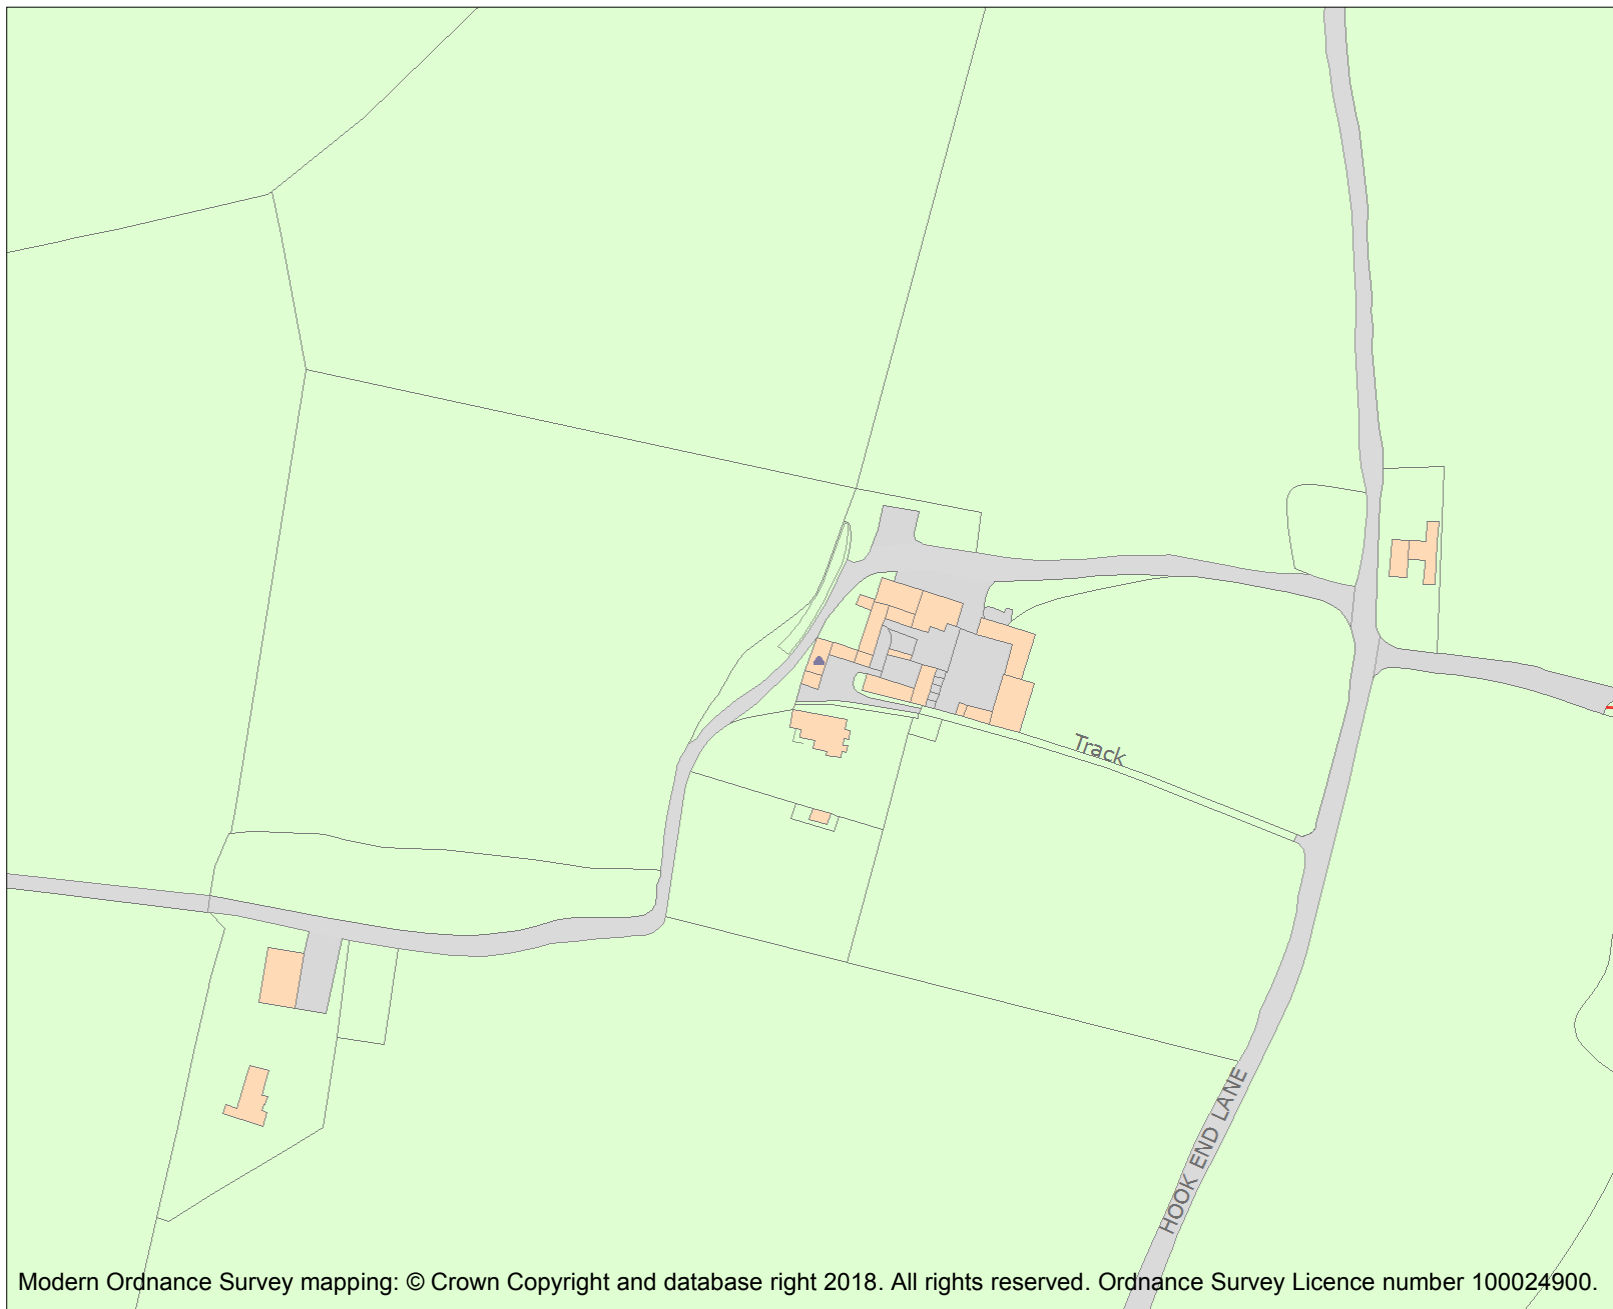 Track
HOOK END LANE
Modern Ordnance Survey mapping: © Crown Copyright and database right 2018. All rights reserved. Ordnance Survey Licence number 100024900.